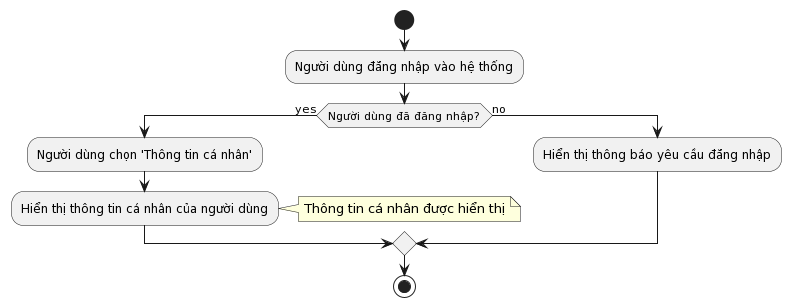 Người dùng đăng nhập vào hệ thống
yes
Người dùng đã đăng nhập?
no
Người dùng chọn 'Thông tin cá nhân'
Hiển thị thông báo yêu cầu đăng nhập
Hiển thị thông tin cá nhân của người dùng
Thông tin cá nhân được hiển thị